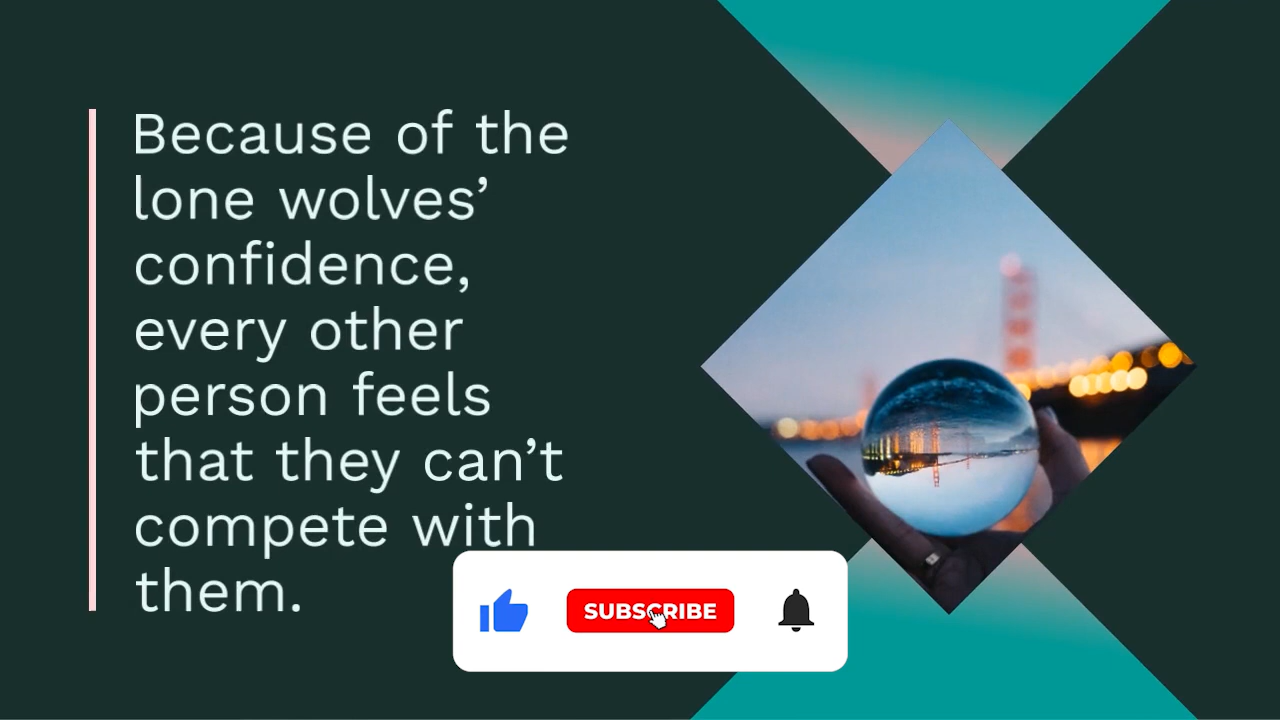 Because of the
lone wolves’
confidence,
every other
person feels
that they can’t
compete with
them.
SUBSCRIBE